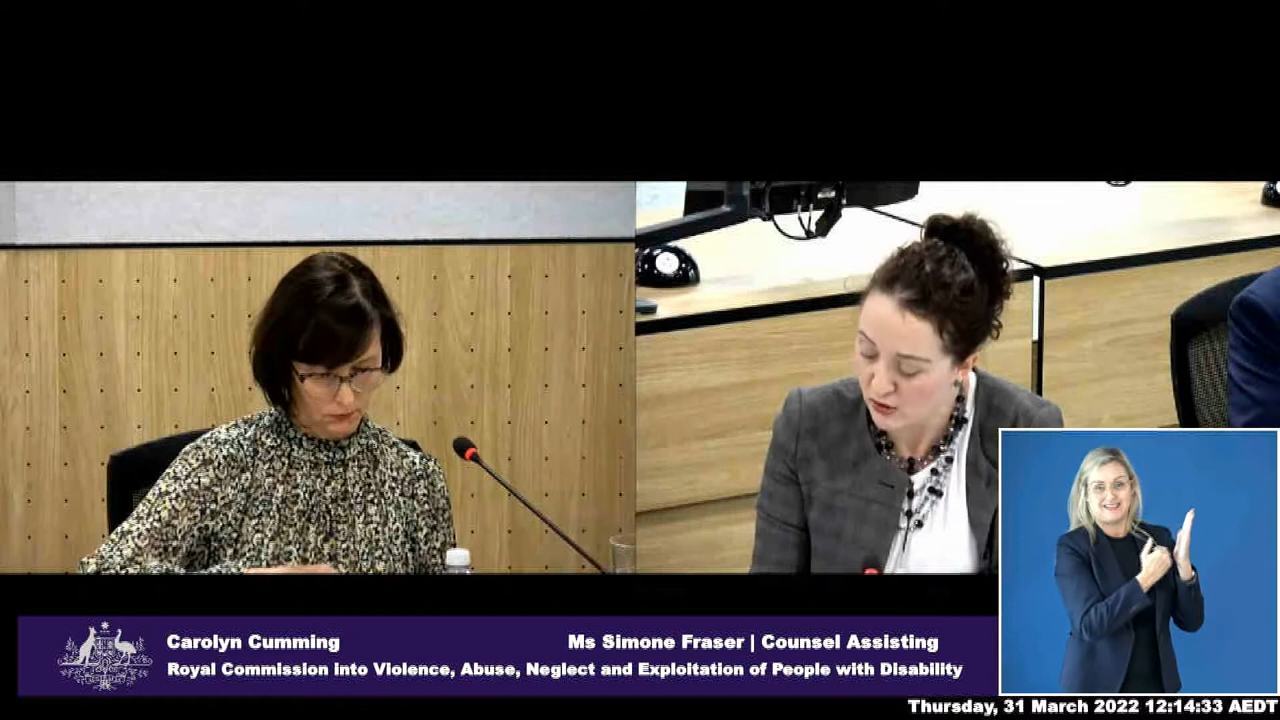 Carolyn Cumming
Ms Simone Fraser | Counsel Assisting
Royal Commission into Violence, Abuse, Neglect and Exploitation of People with Disability
Thursday, 31 March 2022 12:14:33 AEDT